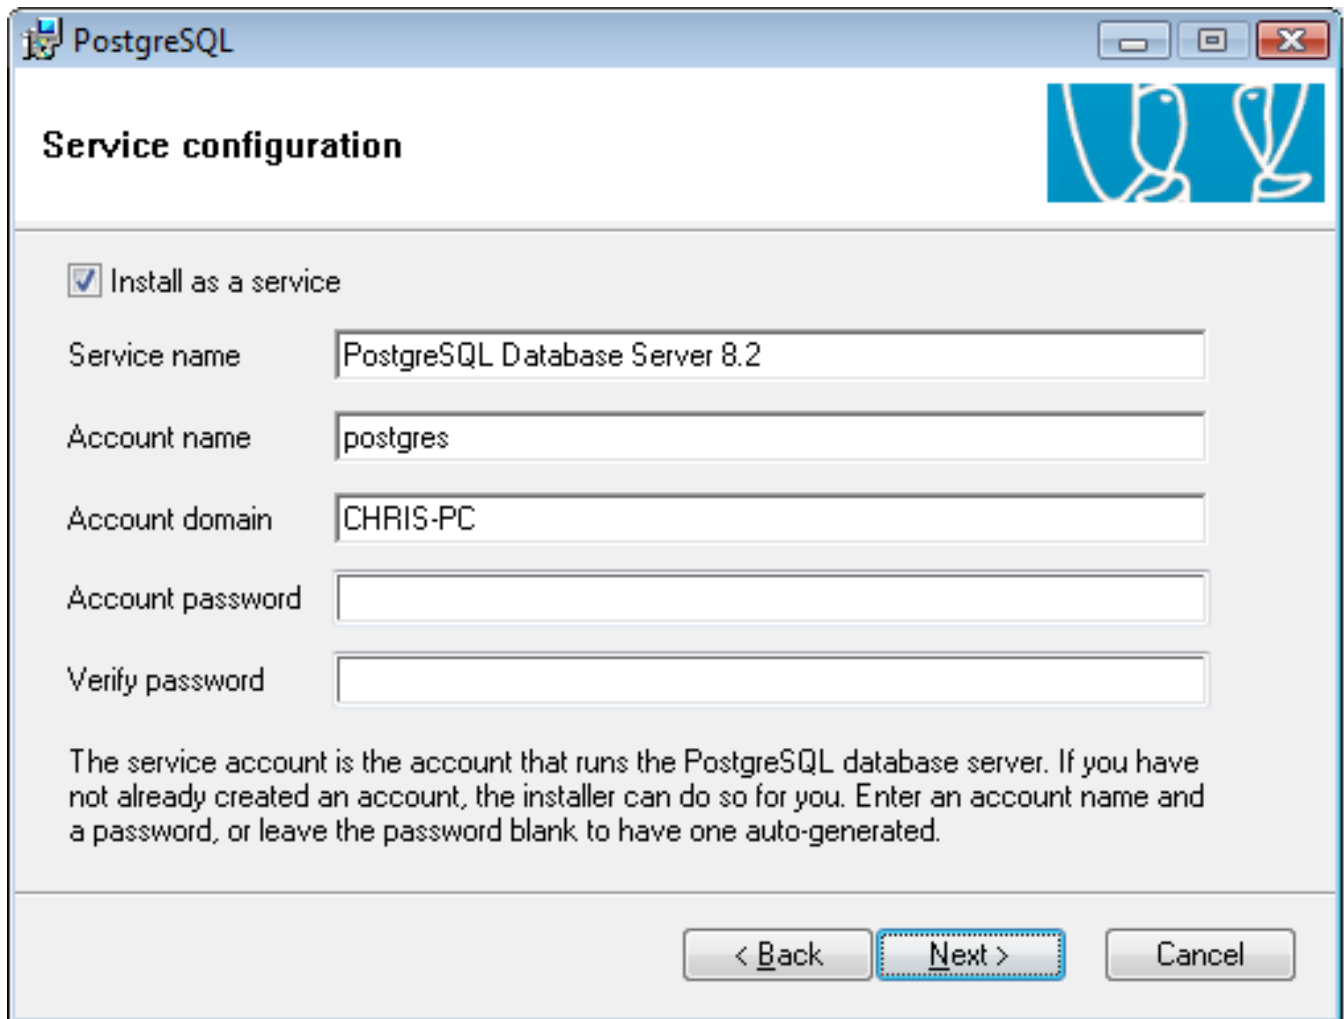 PostgreSQL
Service configuration
Install as a service
Service name PostgreSQL Database Server 8.2
Account name postgres
Account domain CHRIS-PC
Account password
Verify password
The service account is the account that runs the PostgreSQL database server. If you have
not already created an account, the installer can do so for you. Enter an account name and
a password, or leave the password blank to have one auto-generated.
< Back Next > Cancel